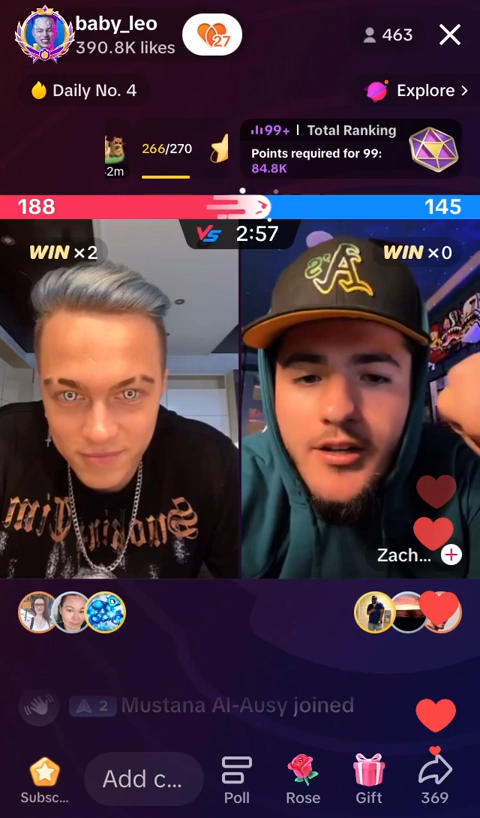 baby_leo
390.8K likes
27
463
Daily No. 4
Explore >
2m
266/270
99+ | Total Ranking
Points required for 99:
84.8K
188
145
VS 2:57
WIN ×2
WIN ×0
A's
Zach...
2 Mustana Al-Ausy joined
Add c...
Subsc...
Poll
Rose
Gift
369